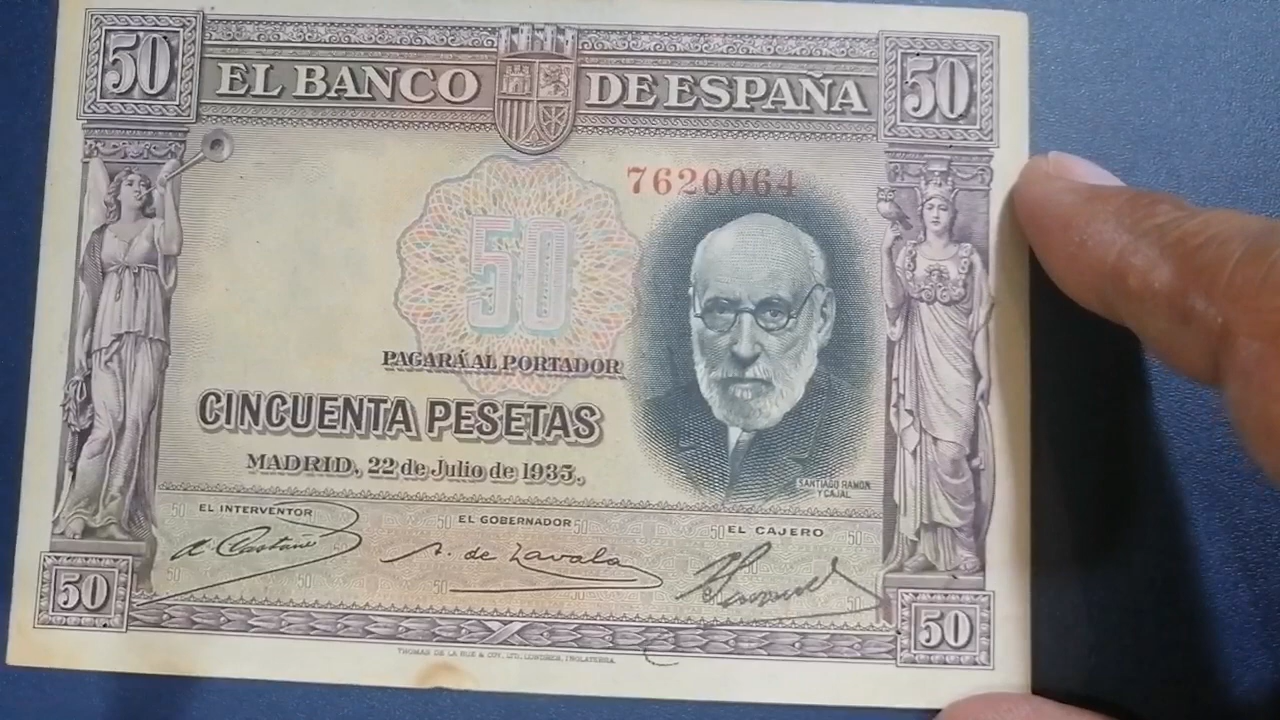 50 EL BANCO DE ESPAÑA 50
7620064
50
PAGARÁ AL PORTADOR
CINCUENTA PESETAS
MADRID, 22 de Julio de 1935.
SANTIAGO RAMON
Y CAJAL
EL INTERVENTOR
EL GOBERNADOR
EL CAJERO
A. de Zavala
50 50
THOMAS DE LA RUE & COY. LTD. LONDRES, INGLATERRA.